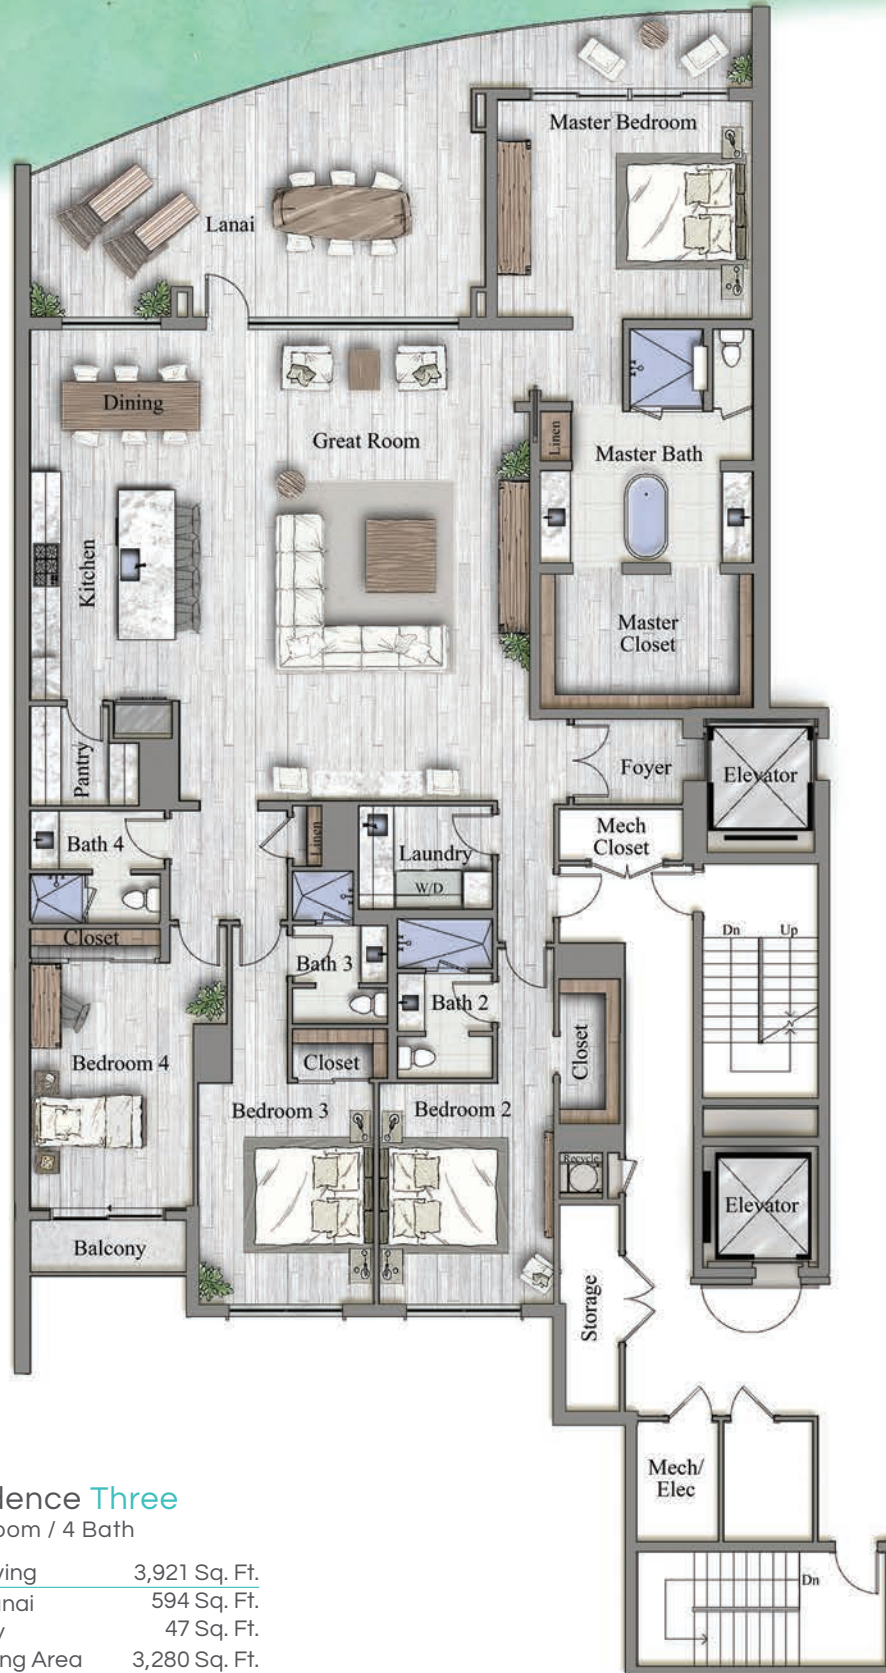 Master Bedroom
Lanai
Dining
Great Room
Linen
Master Bath
Kitchen
Master
Closet
Pantry
Foyer
Elevator
Mech
Closet
Bath 4
Linen
Laundry
W/D
Closet
Bath 3
Bath 2
Dn
Up
Bedroom 4
Closet
Closet
Bedroom 3
Bedroom 2
Recycle
Elevator
Balcony
Storage
Mech/
Elec
Dn
dence Three
oom / 4 Bath
ving 3,921 Sq. Ft.
nai 594 Sq. Ft.
y 47 Sq. Ft.
ng Area 3,280 Sq. Ft.